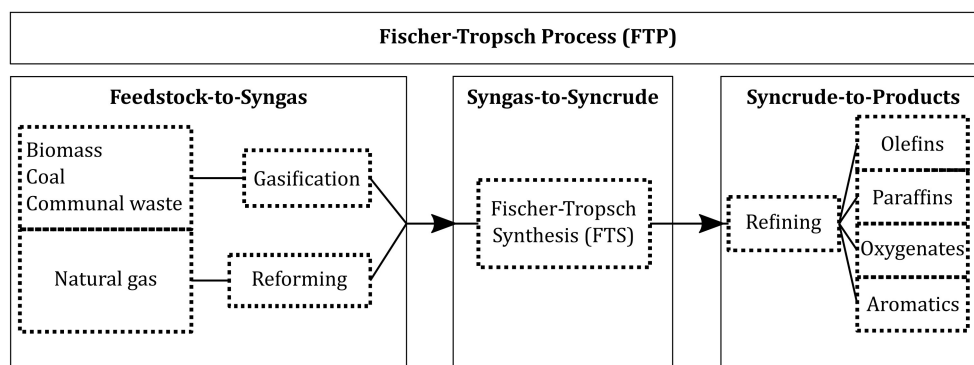 Fischer-Tropsch Process (FTP)
Feedstock-to-Syngas
Biomass
Coal
Communal waste
Natural gas
Gasification
Reforming
Syngas-to-Syncrude
Fischer-Tropsch
Synthesis (FTS)
Syncrude-to-Products
Refining
Olefins
Paraffins
Oxygenates
Aromatics